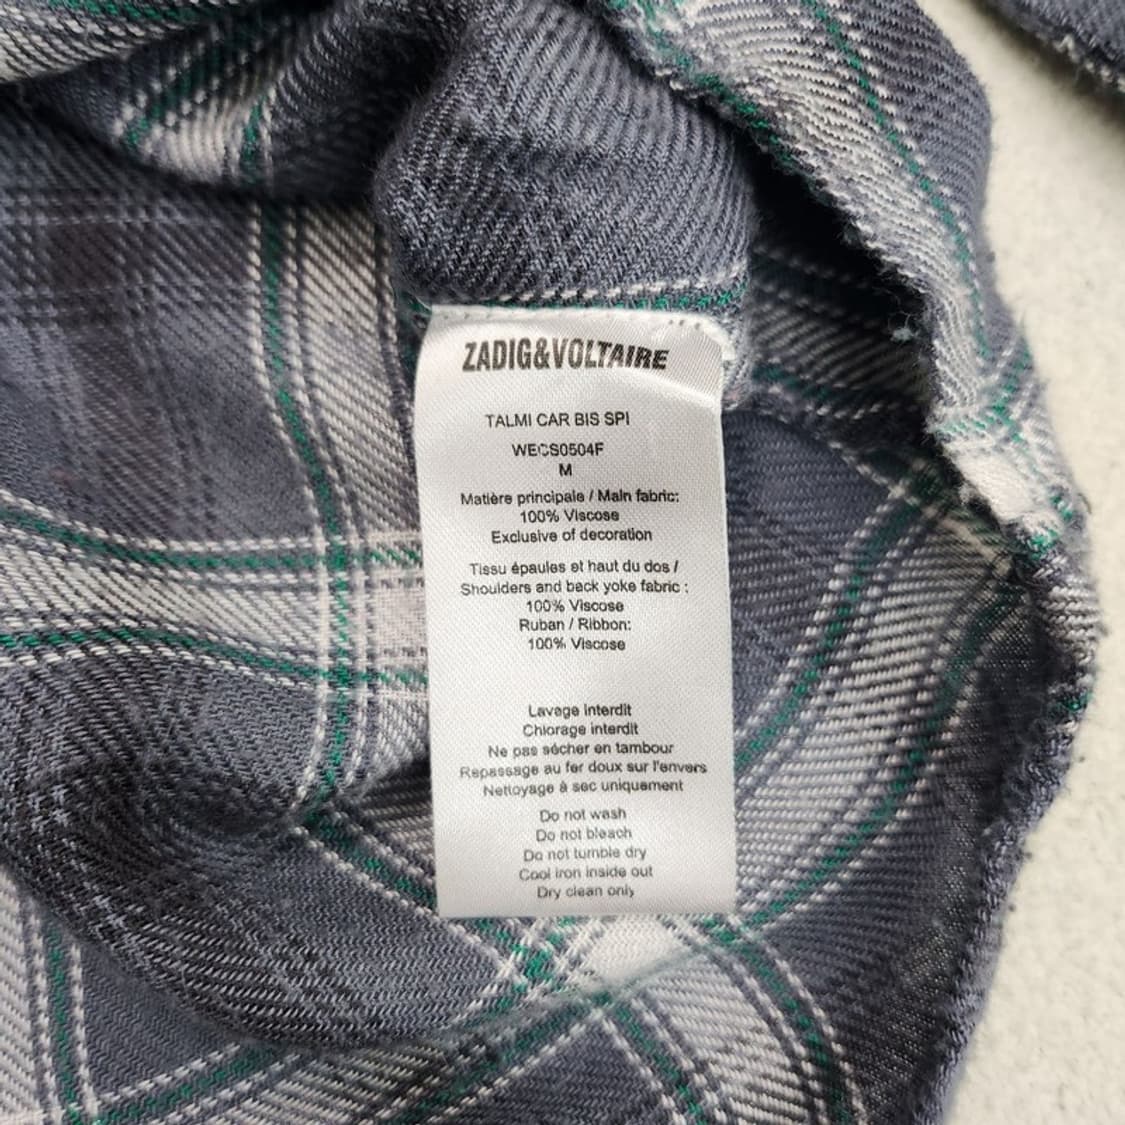 ZADIG&VOLTAIRE
TALMI CAR BIS SPI
WECS0504F
M
Matière principale / Main fabric:
100% Viscose
Exclusive of decoration
Tissu épaules et haut du dos /
Shoulders and back yoke fabric :
100% Viscose
Ruban / Ribbon:
100% Viscose
Lavage interdit
Chlorage interdit
Ne pas sécher en tambour
Repassage au fer doux sur l'envers
Nettoyage à sec uniquement
Do not wash
Do not bleach
Do not tumble dry
Cool iron inside out
Dry clean only